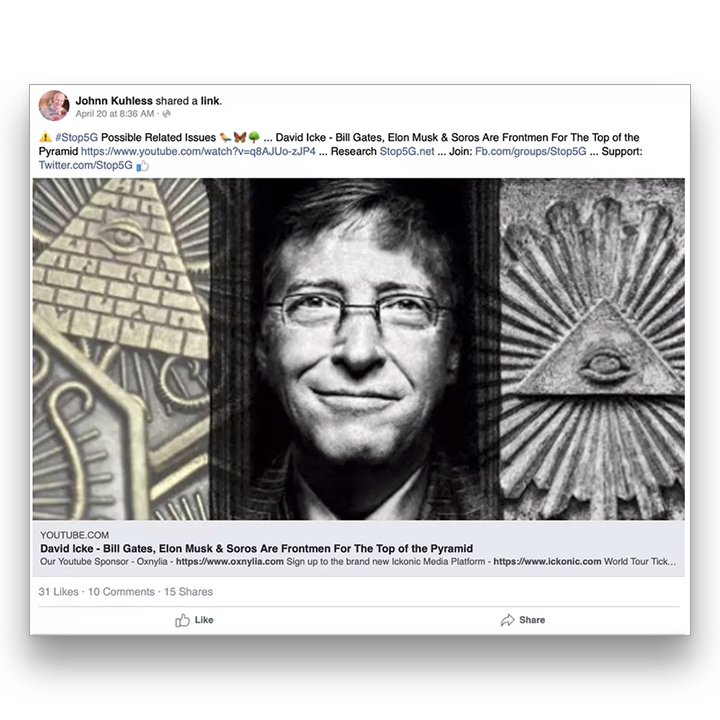 Johnn Kuhless shared a link.
April 20 at 8:36 AM ·
⚠️ #Stop5G Possible Related Issues 🐦🦋🌳 ... David Icke - Bill Gates, Elon Musk & Soros Are Frontmen For The Top of the
Pyramid https://www.youtube.com/watch?v=q8AJUo-zJP4 ... Research Stop5G.net ... Join: Fb.com/groups/Stop5G ... Support:
Twitter.com/Stop5G 👍
YOUTUBE.COM
David Icke - Bill Gates, Elon Musk & Soros Are Frontmen For The Top of the Pyramid
Our Youtube Sponsor - Oxnylia - https://www.oxnylia.com Sign up to the brand new Ickonic Media Platform - https://www.ickonic.com World Tour Tick...
31 Likes · 10 Comments · 15 Shares
Like
Share